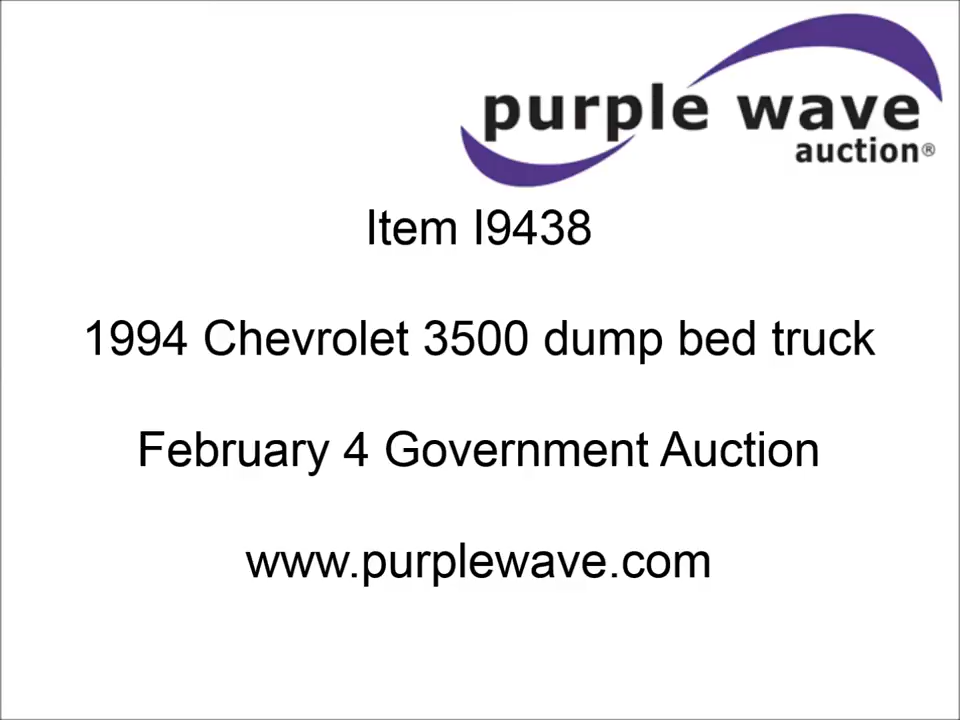 purple wave
auction®
Item I9438
1994 Chevrolet 3500 dump bed truck
February 4 Government Auction
www.purplewave.com